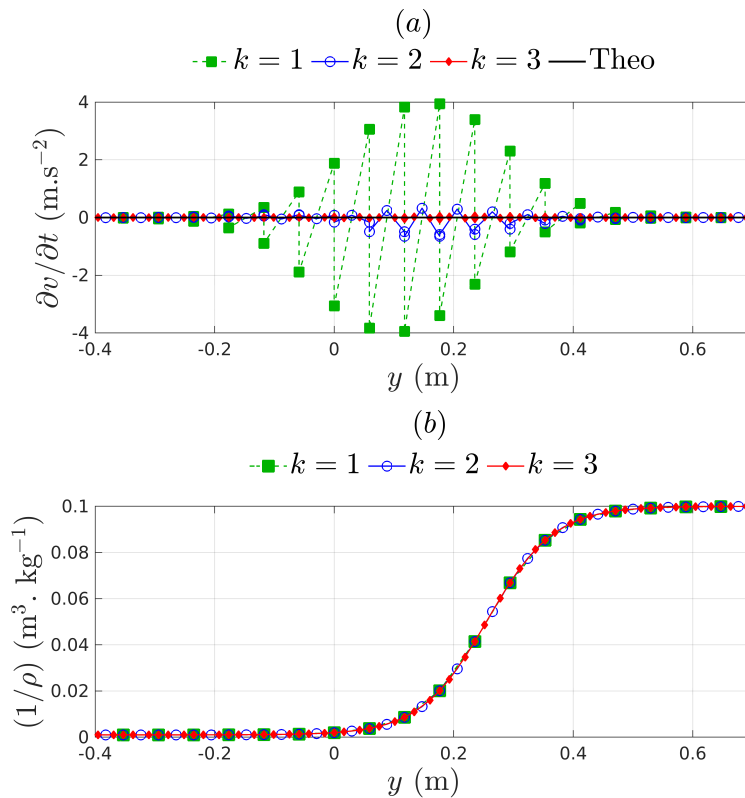 (a)
k = 1 k = 2 k = 3 Theo
4
2
0
-2
-4
∂v/∂t (m.s⁻²)
-0.4 -0.2 0 0.2 0.4 0.6
y (m)
(b)
k = 1 k = 2 k = 3
0.1
0.08
0.06
0.04
0.02
0
(1/ρ) (m³. kg⁻¹)
-0.4 -0.2 0 0.2 0.4 0.6
y (m)